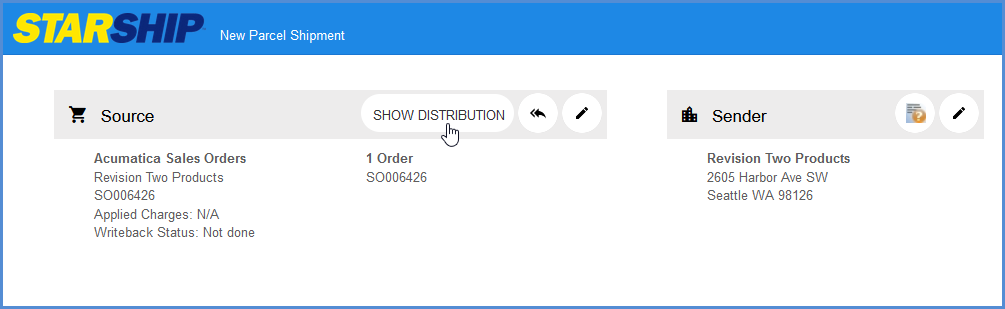 STARSHIP
New Parcel Shipment
Source
SHOW DISTRIBUTION
Acumatica Sales Orders
Revision Two Products
SO006426
Applied Charges: N/A
Writeback Status: Not done
1 Order
SO006426
Sender
?
Revision Two Products
2605 Harbor Ave SW
Seattle WA 98126